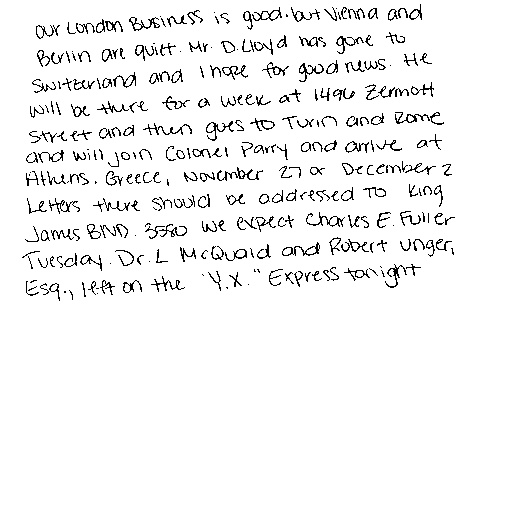 our London Business is good. but Vienna and
Berlin are quiet. Mr. D. Lloyd has gone to
Switzerland and I hope for good news. He
will be there for a week at 1496 Zermott
street and then goes to Turin and Rome
and will join Colonel Parry and arrive at
Athens. Greece, November 27 or December 2
Letters there should be addressed TO King
James BlVD. 3580 We expect Charles E. Fuller
Tuesday. Dr. L McQuaid and Robert Unger,
Esq., left on the "Y.X." Express tonight